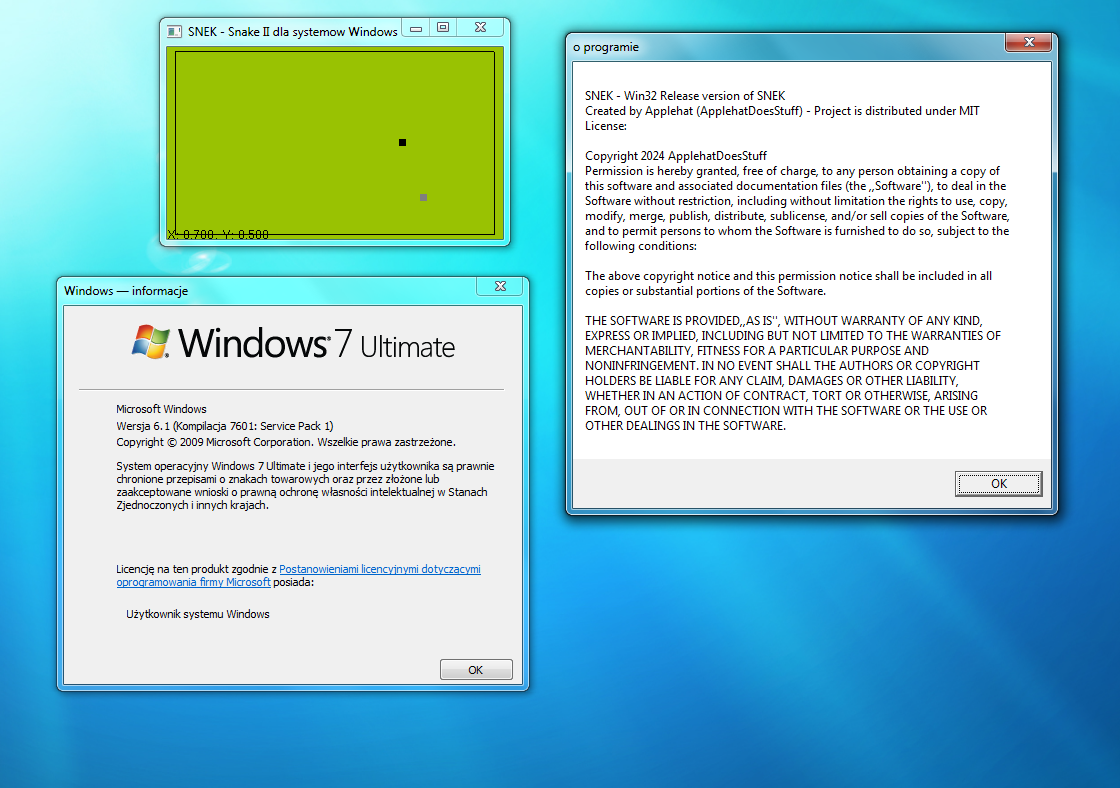 SNEK - Snake II dla systemow Windows
X: 0.700, Y: 0.500
o programie
SNEK - Win32 Release version of SNEK
Created by Applehat (ApplehatDoesStuff) - Project is distributed under MIT
License:
Copyright 2024 ApplehatDoesStuff
Permission is hereby granted, free of charge, to any person obtaining a copy of
this software and associated documentation files (the ,,Software''), to deal in the
Software without restriction, including without limitation the rights to use, copy,
modify, merge, publish, distribute, sublicense, and/or sell copies of the Software,
and to permit persons to whom the Software is furnished to do so, subject to the
following conditions:
The above copyright notice and this permission notice shall be included in all
copies or substantial portions of the Software.
THE SOFTWARE IS PROVIDED,,AS IS'', WITHOUT WARRANTY OF ANY KIND,
EXPRESS OR IMPLIED, INCLUDING BUT NOT LIMITED TO THE WARRANTIES OF
MERCHANTABILITY, FITNESS FOR A PARTICULAR PURPOSE AND
NONINFRINGEMENT. IN NO EVENT SHALL THE AUTHORS OR COPYRIGHT
HOLDERS BE LIABLE FOR ANY CLAIM, DAMAGES OR OTHER LIABILITY,
WHETHER IN AN ACTION OF CONTRACT, TORT OR OTHERWISE, ARISING
FROM, OUT OF OR IN CONNECTION WITH THE SOFTWARE OR THE USE OR
OTHER DEALINGS IN THE SOFTWARE.
OK
Windows — informacje
Windows® 7 Ultimate
Microsoft Windows
Wersja 6.1 (Kompilacja 7601: Service Pack 1)
Copyright © 2009 Microsoft Corporation. Wszelkie prawa zastrzeżone.
System operacyjny Windows 7 Ultimate i jego interfejs użytkownika są prawnie
chronione przepisami o znakach towarowych oraz przez złożone lub
zaakceptowane wnioski o prawną ochronę własności intelektualnej w Stanach
Zjednoczonych i innych krajach.
Licencję na ten produkt zgodnie z Postanowieniami licencyjnymi dotyczącymi
oprogramowania firmy Microsoft posiada:
Użytkownik systemu Windows
OK